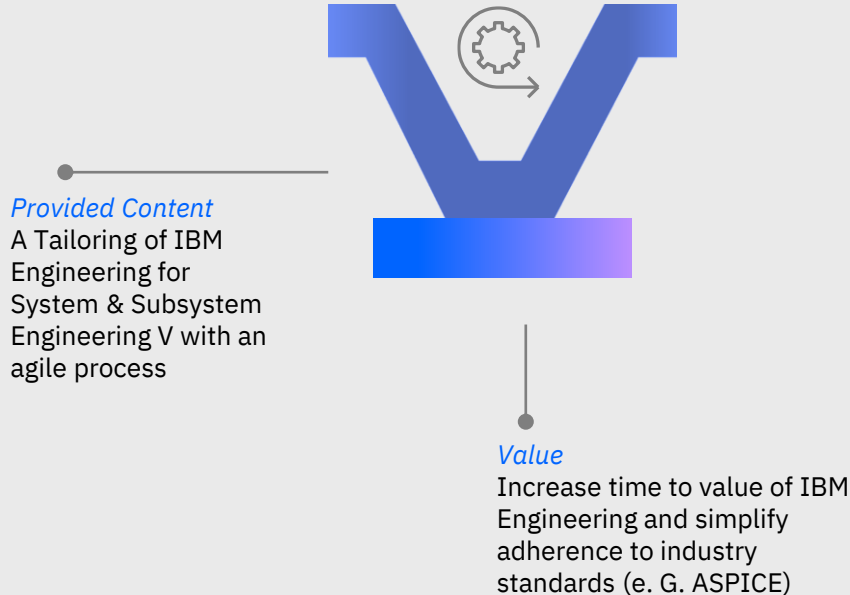 Provided Content
A Tailoring of IBM
Engineering for
System & Subsystem
Engineering V with an
agile process
Value
Increase time to value of IBM
Engineering and simplify
adherence to industry
standards (e. G. ASPICE)